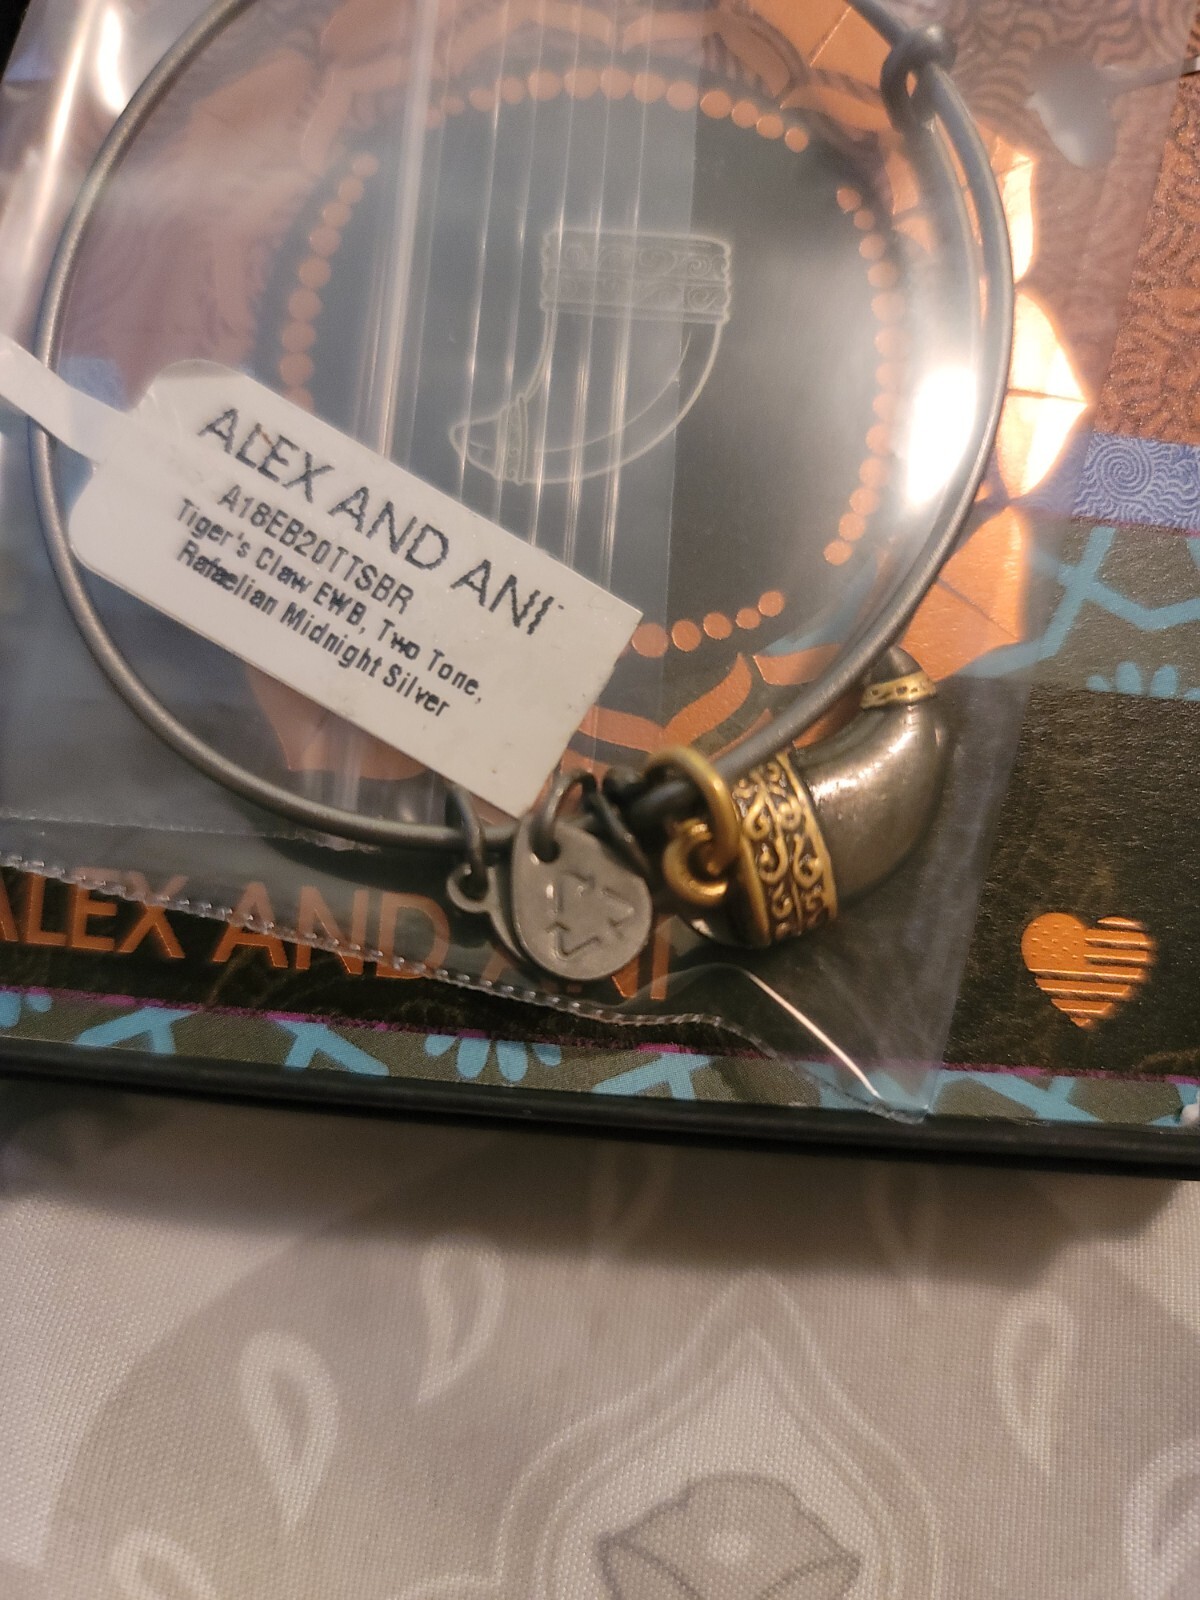 ALEX AND ANI
A18EB20TTSBR
Tiger's Claw EWB, Two Tone,
Rafaelian Midnight Silver
ALEX AND ANI